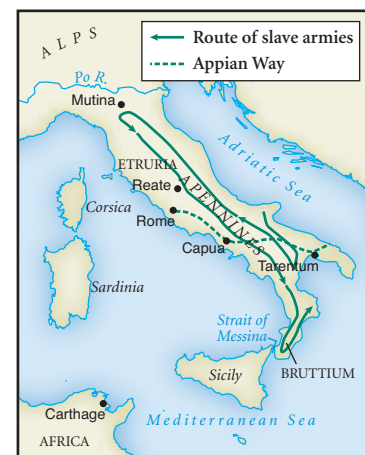 ALPS
Route of slave armies
Appian Way
Po R.
Mutina
Adriatic Sea
ETRURIA
APENNINES
Reate
Corsica
Rome
Capua
Tarentum
Sardinia
Strait of
Messina
Sicily
BRUTTIUM
Carthage
Mediterranean Sea
AFRICA